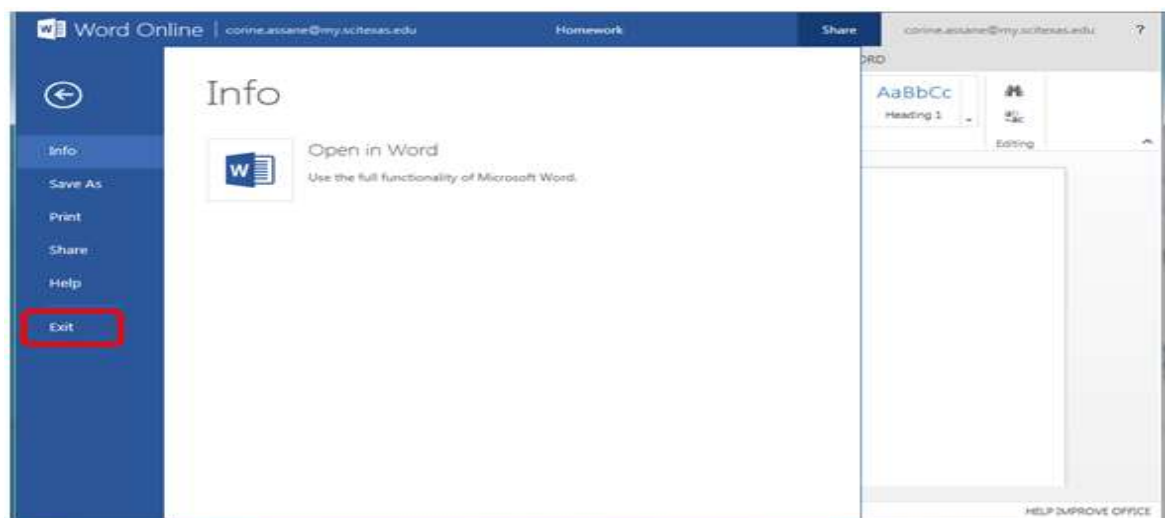 Word Online | corine.assane@my.scitexas.edu Homework Share corine.assane@my.scitexas.edu ?
Info
Info
Save As
Print
Share
Help
Exit
Open in Word
Use the full functionality of Microsoft Word.
AaBbCc
Heading 1
Editing
HELP IMPROVE OFFICE